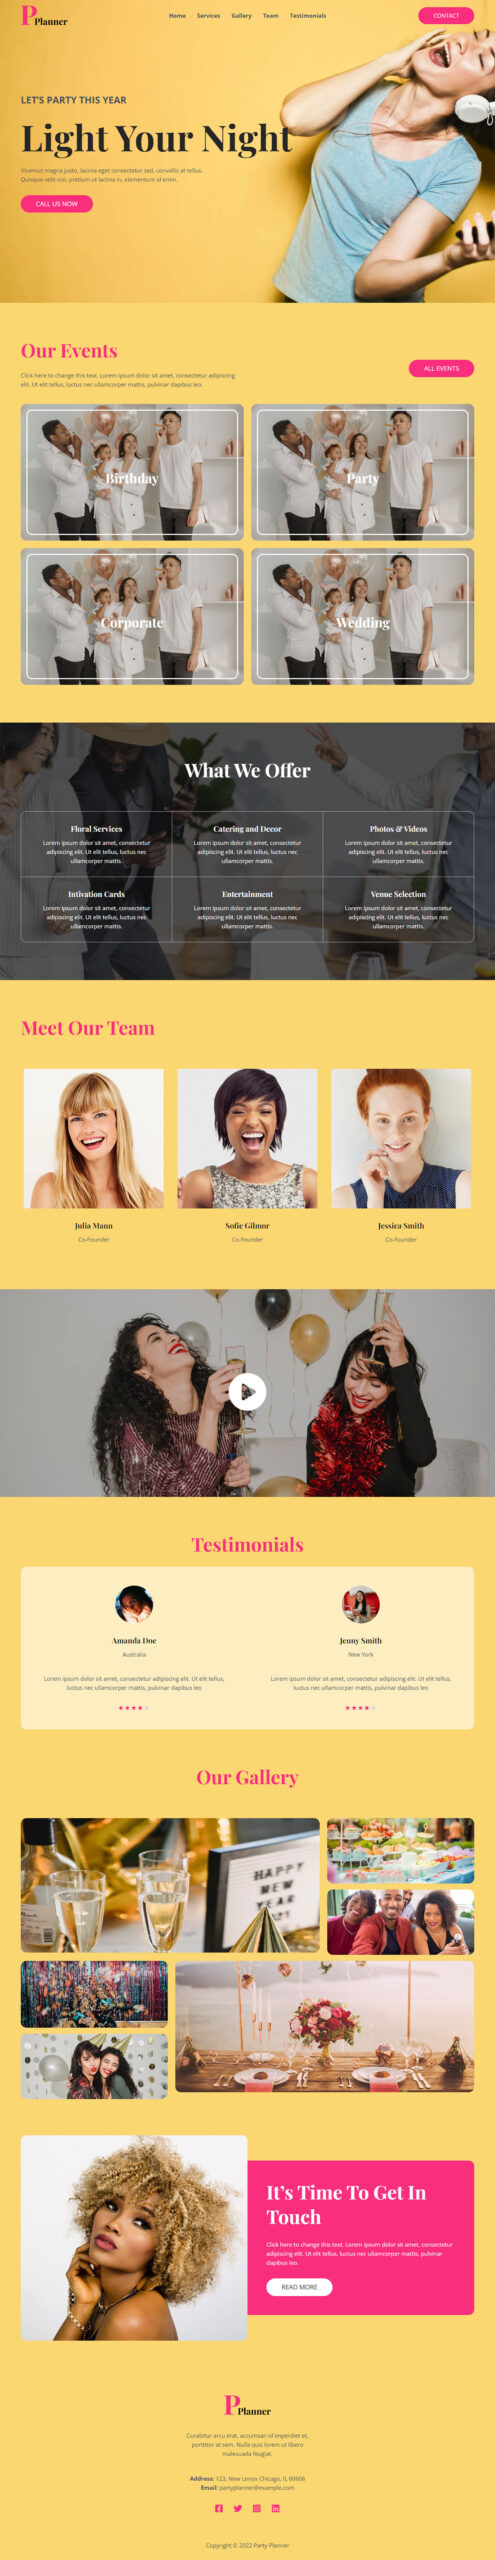 P Planner
Home Services Gallery Team Testimonials
CONTACT
LET'S PARTY THIS YEAR
Light Your Night
Vivamus magna justo, lacinia eget consectetur sed, convallis at tellus.
Quisque velit nisi, pretium ut lacinia in, elementum id enim.
CALL US NOW
Our Events
Click here to change this text. Lorem ipsum dolor sit amet, consectetur adipiscing
elit. Ut elit tellus, luctus nec ullamcorper mattis, pulvinar dapibus leo.
ALL EVENTS
Birthday
Party
Corporate
Wedding
What We Offer
Floral Services
Lorem ipsum dolor sit amet, consectetur
adipiscing elit. Ut elit tellus, luctus nec
ullamcorper mattis.
Catering and Decor
Lorem ipsum dolor sit amet, consectetur
adipiscing elit. Ut elit tellus, luctus nec
ullamcorper mattis.
Photos & Videos
Lorem ipsum dolor sit amet, consectetur
adipiscing elit. Ut elit tellus, luctus nec
ullamcorper mattis.
Intivation Cards
Lorem ipsum dolor sit amet, consectetur
adipiscing elit. Ut elit tellus, luctus nec
ullamcorper mattis.
Entertainment
Lorem ipsum dolor sit amet, consectetur
adipiscing elit. Ut elit tellus, luctus nec
ullamcorper mattis.
Venue Selection
Lorem ipsum dolor sit amet, consectetur
adipiscing elit. Ut elit tellus, luctus nec
ullamcorper mattis.
Meet Our Team
Julia Mann
Co-Founder
Sofie Gilmor
Co-Founder
Jessica Smith
Co-Founder
Testimonials
Amanda Doe
Australia
Lorem ipsum dolor sit amet, consectetur adipiscing elit. Ut elit tellus,
luctus nec ullamcorper mattis, pulvinar dapibus leo
Jenny Smith
New York
Lorem ipsum dolor sit amet, consectetur adipiscing elit. Ut elit tellus,
luctus nec ullamcorper mattis, pulvinar dapibus leo
Our Gallery
HAPPY
NEW
YEAR
It's Time To Get In
Touch
Click here to change this text. Lorem ipsum dolor sit amet, consectetur
adipiscing elit. Ut elit tellus, luctus nec ullamcorper mattis, pulvinar
dapibus leo.
READ MORE
P Planner
Curabitur arcu erat, accumsan id imperdiet et,
porttitor at sem. Nulla quis lorem ut libero
malesuada feugiat.
Address: 123, New Lenox Chicago, IL 60606
Email: partyplanner@example.com
Copyright © 2022 Party Planner